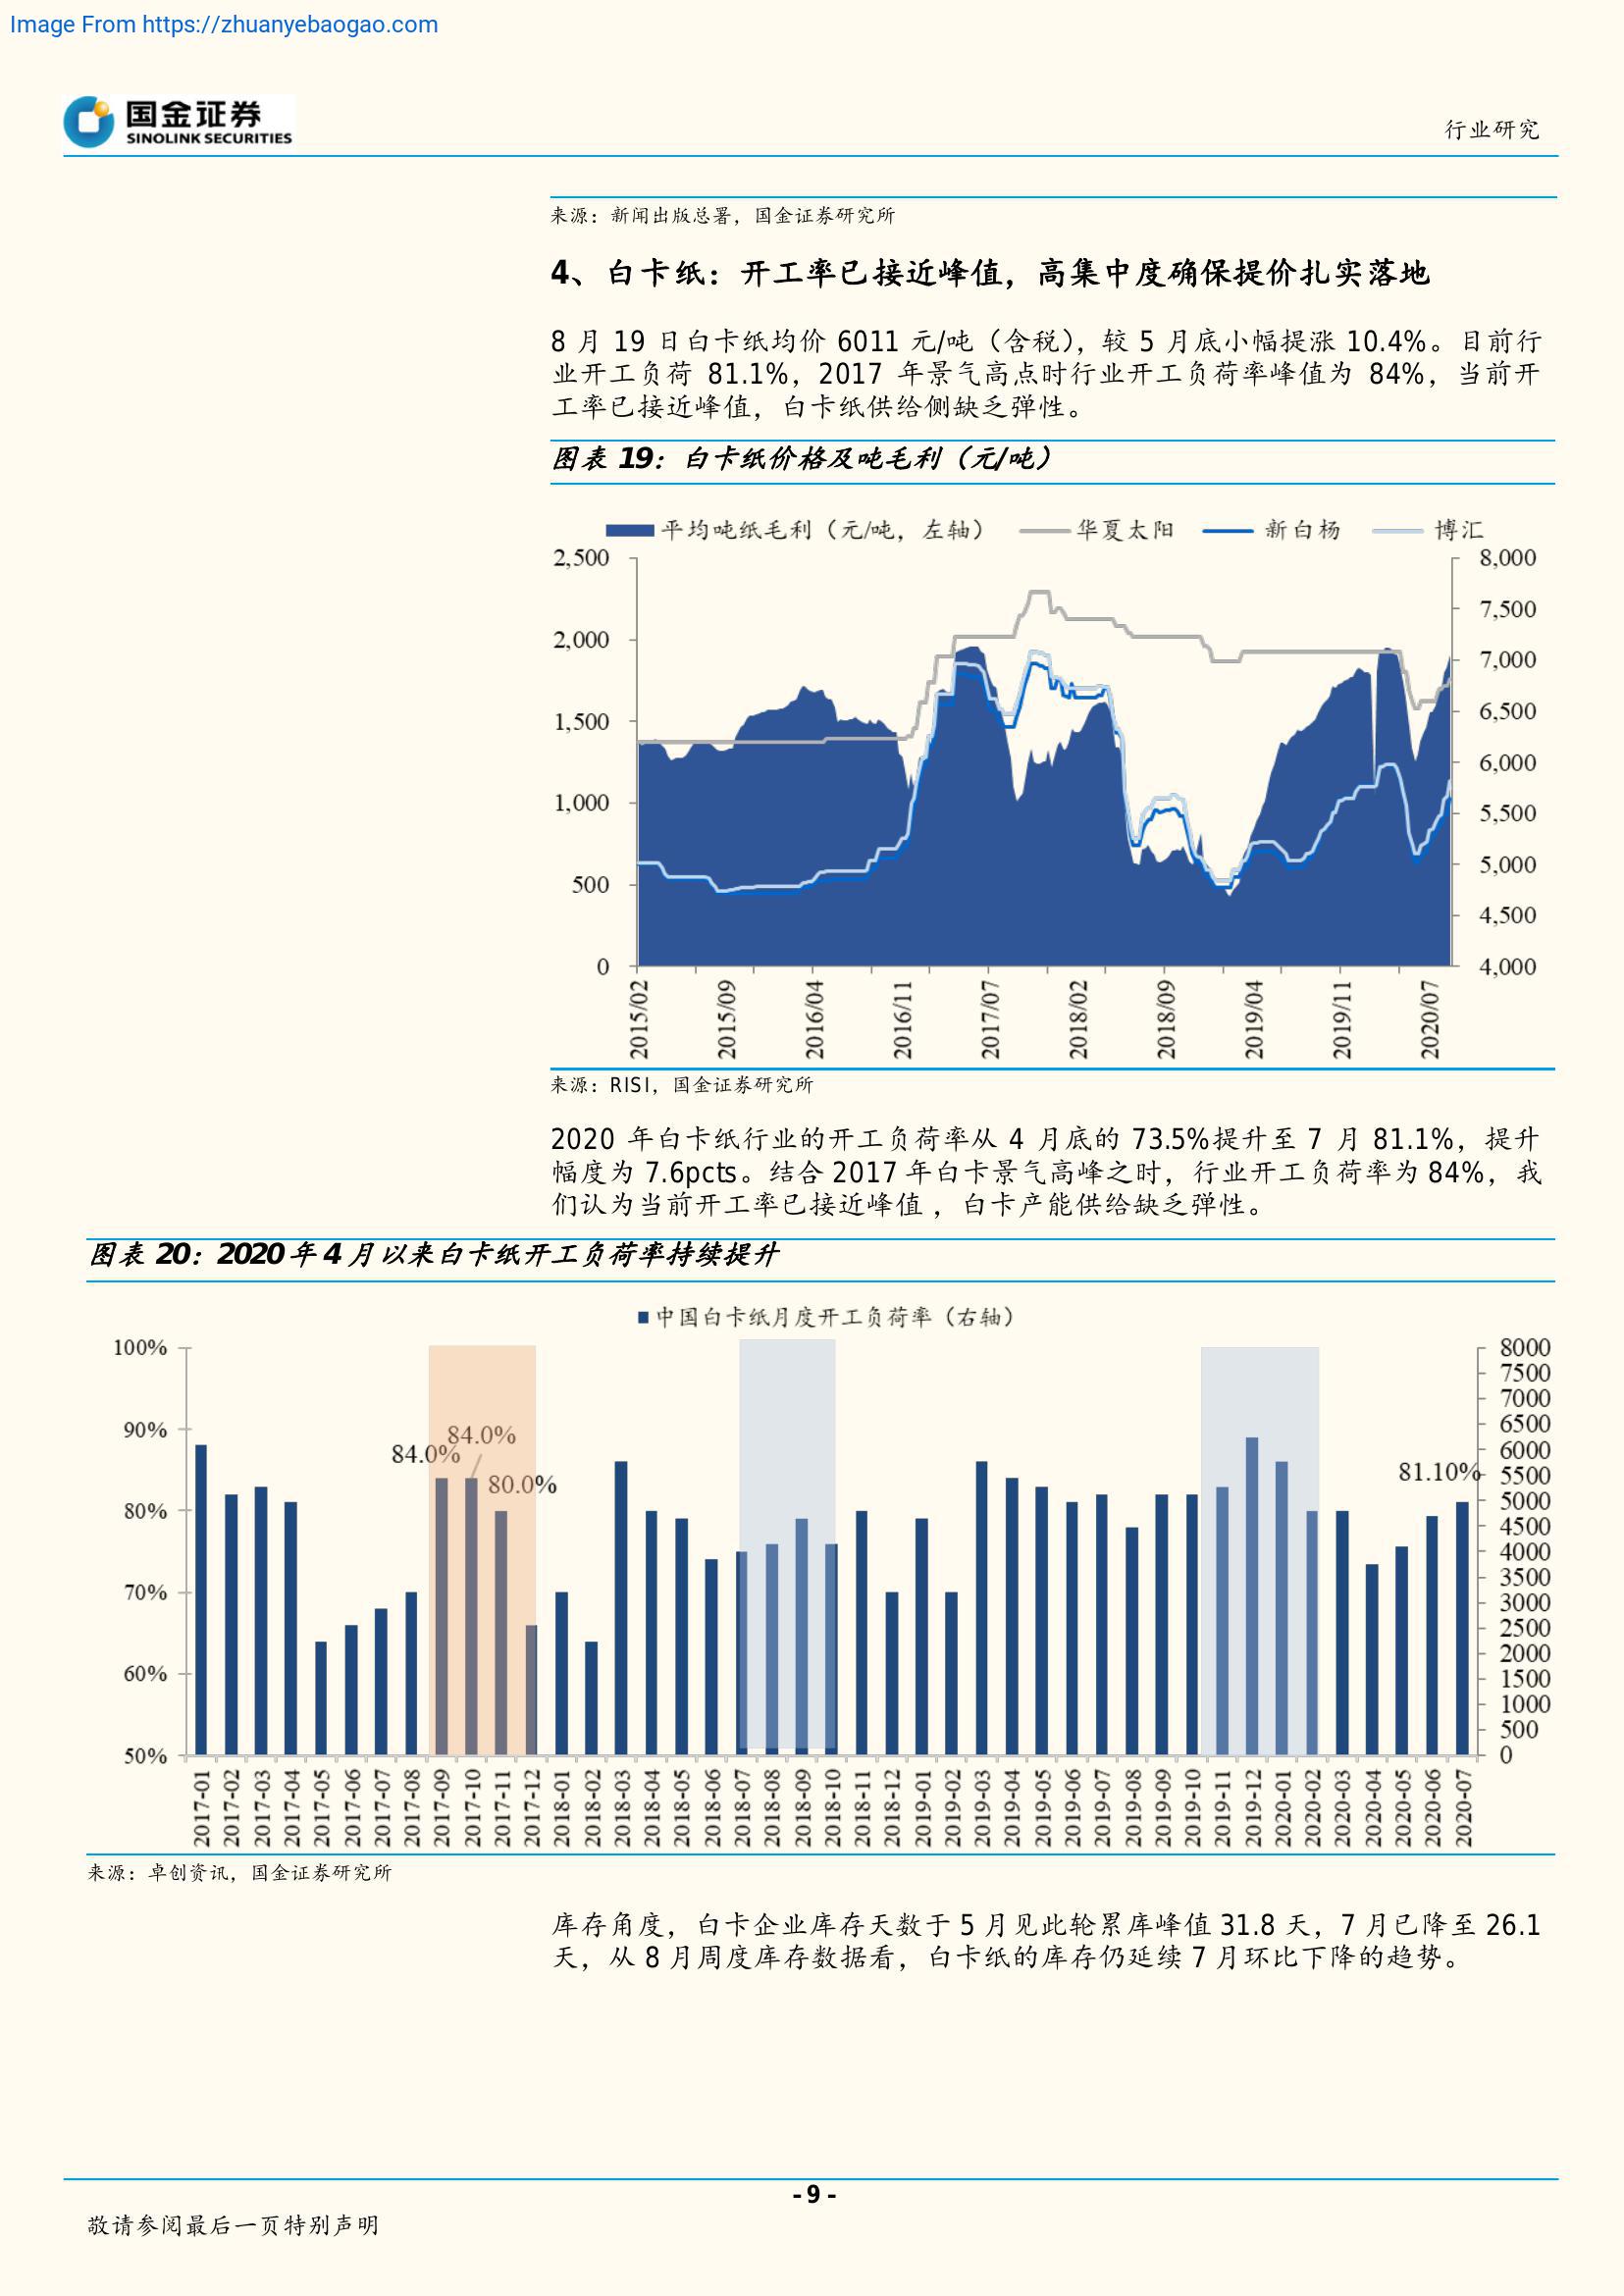 Image From https://zhuanyebaogao.com
国金证券
SINOLINK SECURITIES
行业研究
来源：新闻出版总署，国金证券研究所
4、白卡纸：开工率已接近峰值，高集中度确保提价扎实落地
8 月 19 日白卡纸均价 6011 元/吨（含税），较 5 月底小幅提涨 10.4%。目前行
业开工负荷 81.1%，2017 年景气高点时行业开工负荷率峰值为 84%，当前开
工率已接近峰值，白卡纸供给侧缺乏弹性。
图表 19：白卡纸价格及吨毛利（元/吨）
平均吨纸毛利（元/吨，左轴） 华夏太阳 新白杨 博汇
2,500 8,000
7,500
2,000
7,000
1,500 6,500
6,000
1,000
5,500
5,000
500
4,500
0 4,000
2015/02 2015/09 2016/04 2016/11 2017/07 2018/02 2018/09 2019/04 2019/11 2020/07
来源：RISI，国金证券研究所
2020 年白卡纸行业的开工负荷率从 4 月底的 73.5%提升至 7 月 81.1%，提升
幅度为 7.6pcts。结合 2017 年白卡景气高峰之时，行业开工负荷率为 84%，我
们认为当前开工率已接近峰值 ，白卡产能供给缺乏弹性。
图表 20：2020 年 4 月以来白卡纸开工负荷率持续提升
中国白卡纸月度开工负荷率（右轴）
100% 8000
7500
7000
90% 6500
84.0%
84.0% 6000
81.10% 5500
80.0%
80% 5000
4500
4000
70% 3500
3000
2500
60% 2000
1500
1000
500
50% 0
2017-01 2017-02 2017-03 2017-04 2017-05 2017-06 2017-07 2017-08 2017-09 2017-10 2017-11 2017-12 2018-01 2018-02 2018-03 2018-04 2018-05 2018-06 2018-07 2018-08 2018-09 2018-10 2018-11 2018-12 2019-01 2019-02 2019-03 2019-04 2019-05 2019-06 2019-07 2019-08 2019-09 2019-10 2019-11 2019-12 2020-01 2020-02 2020-03 2020-04 2020-05 2020-06 2020-07
来源：卓创资讯，国金证券研究所
库存角度，白卡企业库存天数于 5 月见此轮累库峰值 31.8 天，7 月已降至 26.1
天，从 8 月周度库存数据看，白卡纸的库存仍延续 7 月环比下降的趋势。
- 9 -
敬请参阅最后一页特别声明